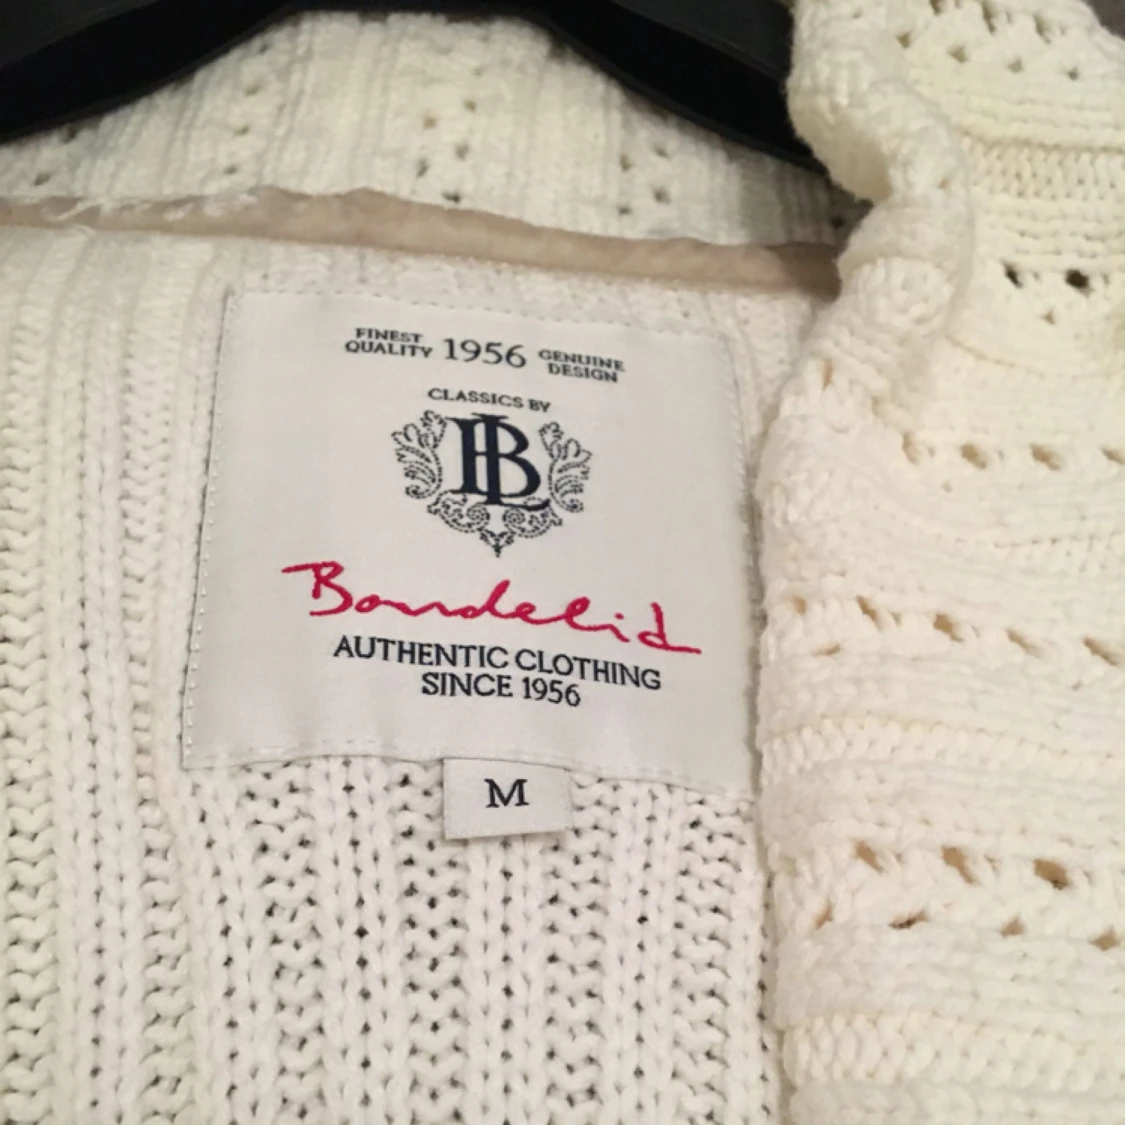 FINEST QUALITY 1956 GENUINE DESIGN
CLASSICS BY
BL
Bondelid
AUTHENTIC CLOTHING
SINCE 1956
M